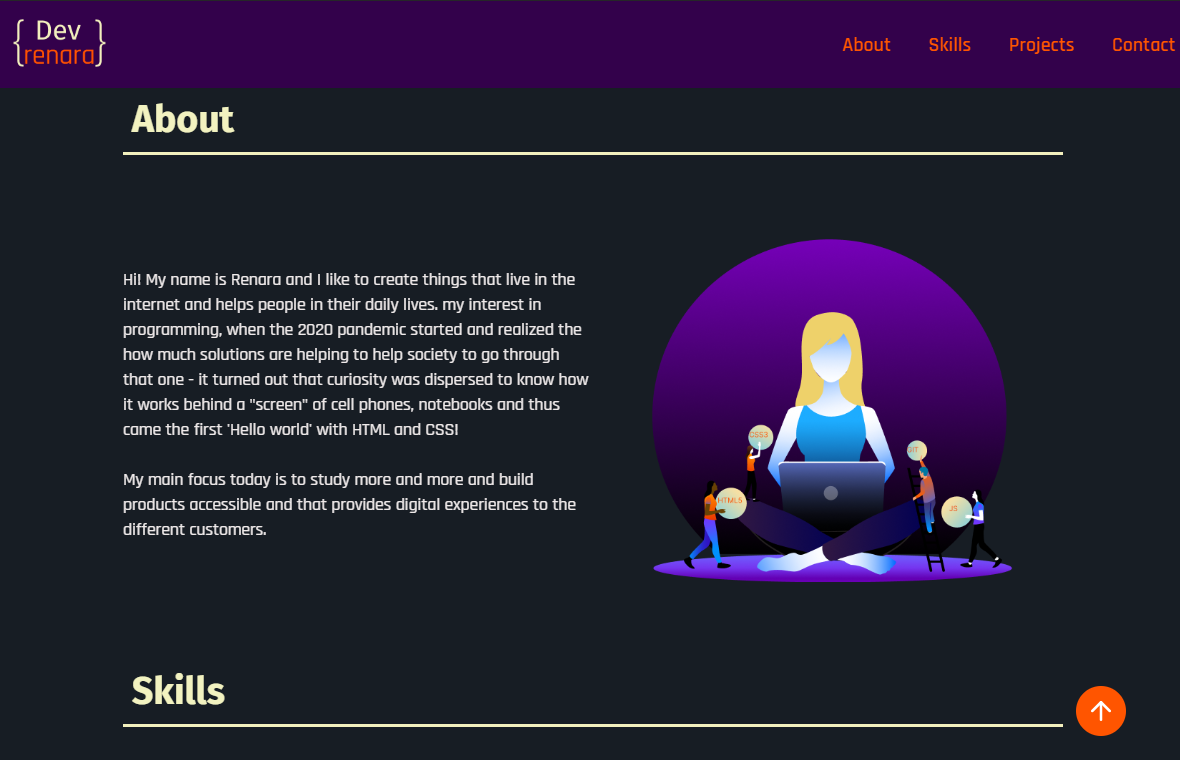 { Dev
renara }
About
Skills
Projects
Contact
About
Hi! My name is Renara and I like to create things that live in the
internet and helps people in their daily lives. my interest in
programming, when the 2020 pandemic started and realized the
how much solutions are helping to help society to go through
that one - it turned out that curiosity was dispersed to know how
it works behind a "screen" of cell phones, notebooks and thus
came the first 'Hello world' with HTML and CSS!
My main focus today is to study more and more and build
products accessible and that provides digital experiences to the
different customers.
CSS3
HT
HTML5
JS
Skills